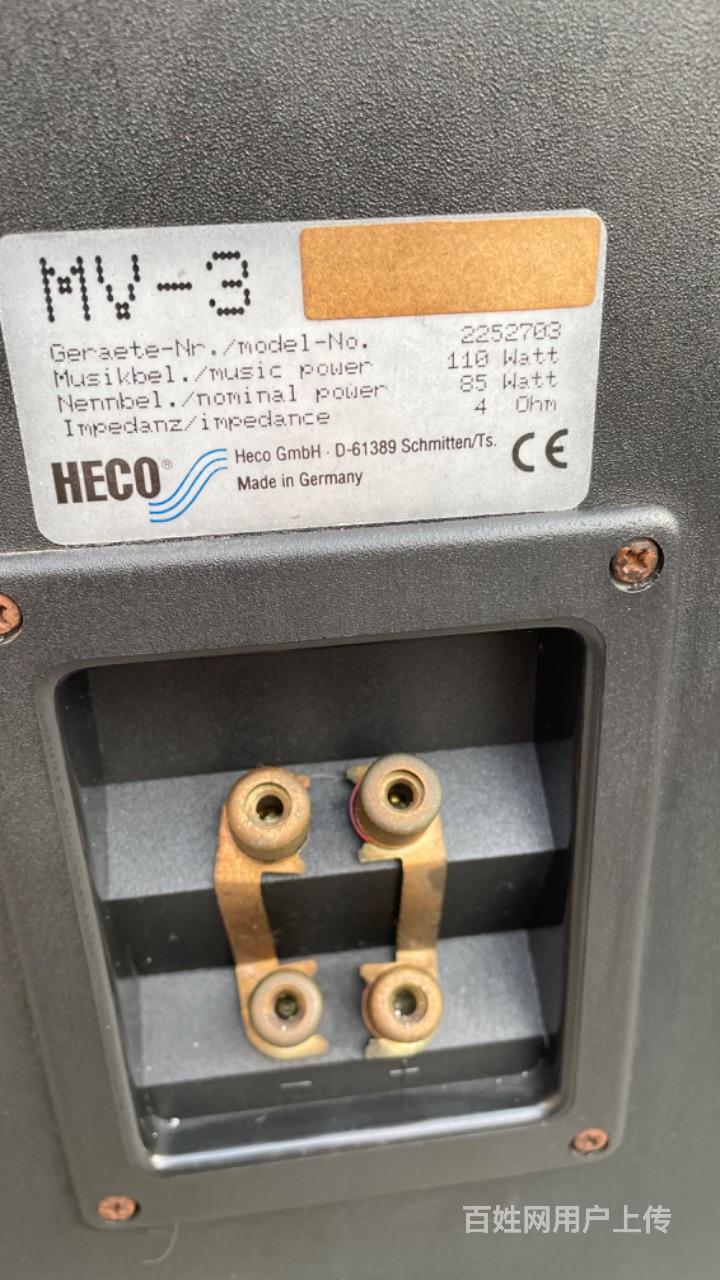 MV-3
Geraete-Nr./model-No. 2252703
Musikbel./music power 110 Watt
Nennbel./nominal power 85 Watt
Impedanz/impedance 4 Ohm
HECO® Heco GmbH · D-61389 Schmitten/Ts. CE
Made in Germany
− +
百姓网用户上传